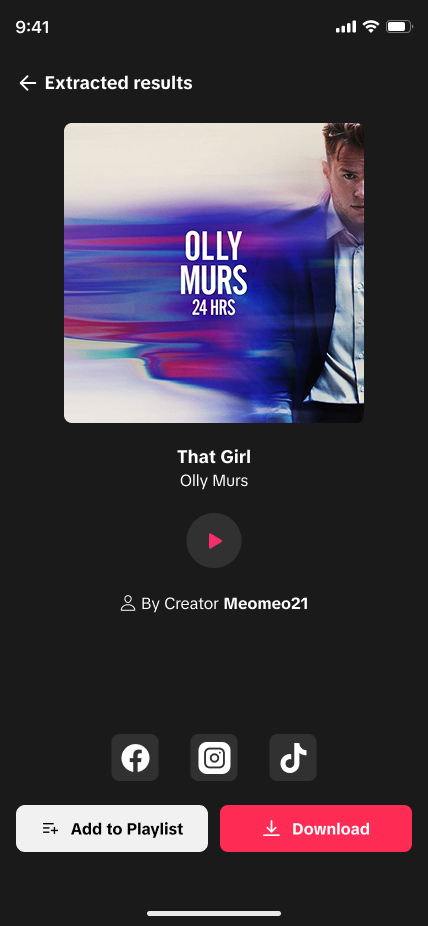 9:41
Extracted results
OLLY
MURS
24 HRS
That Girl
Olly Murs
By Creator Meomeo21
Add to Playlist
Download